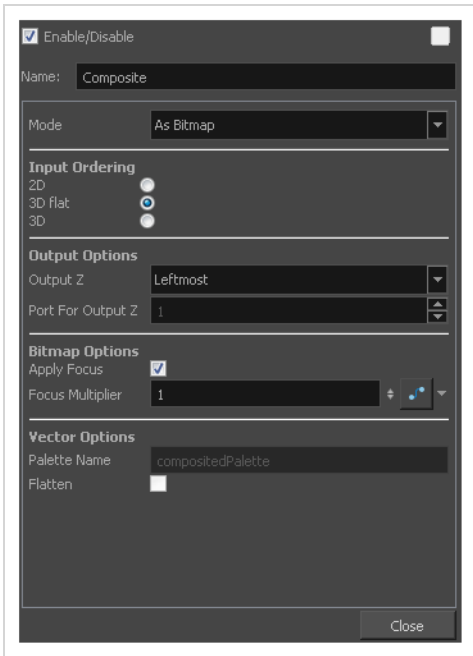 Enable/Disable
Name: Composite
Mode As Bitmap
Input Ordering
2D
3D flat
3D
Output Options
Output Z Leftmost
Port For Output Z 1
Bitmap Options
Apply Focus
Focus Multiplier 1
Vector Options
Palette Name compositedPalette
Flatten
Close